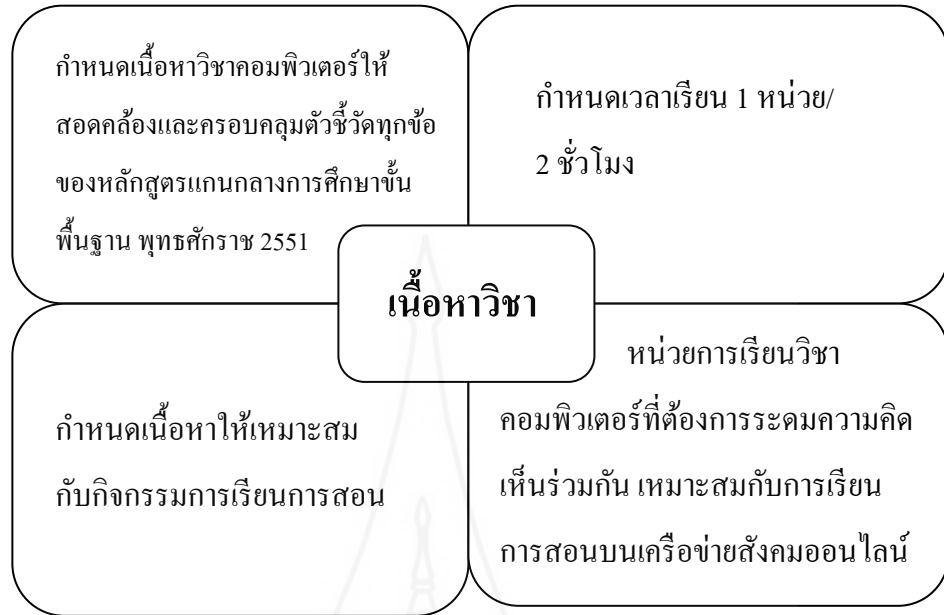 กำหนดเนื้อหาวิชาคอมพิวเตอร์ให้
สอดคล้องและครอบคลุมตัวชี้วัดทุกข้อ
ของหลักสูตรแกนกลางการศึกษาขั้น
พื้นฐาน พุทธศักราช 2551
กำหนดเวลาเรียน 1 หน่วย/
2 ชั่วโมง
เนื้อหาวิชา
กำหนดเนื้อหาให้เหมาะสม
กับกิจกรรมการเรียนการสอน
หน่วยการเรียนวิชา
คอมพิวเตอร์ที่ต้องการระดมความคิด
เห็นร่วมกัน เหมาะสมกับการเรียน
การสอนบนเครือข่ายสังคมออนไลน์